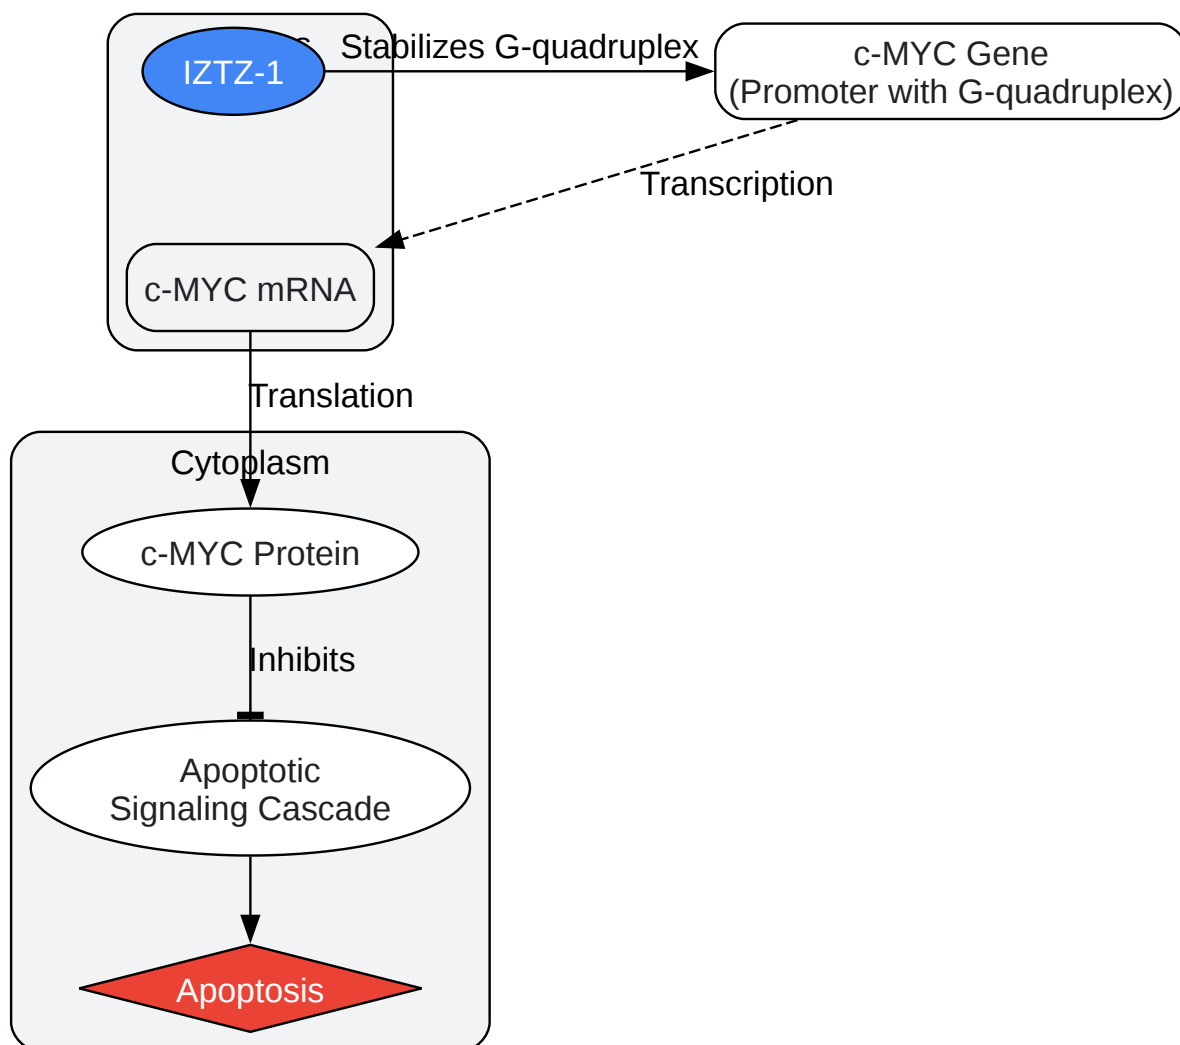 IZTZ-1
Stabilizes G-quadruplex
c-MYC Gene
(Promoter with G-quadruplex)
Transcription
c-MYC mRNA
Translation
Cytoplasm
c-MYC Protein
Inhibits
Apoptotic
Signaling Cascade
Apoptosis